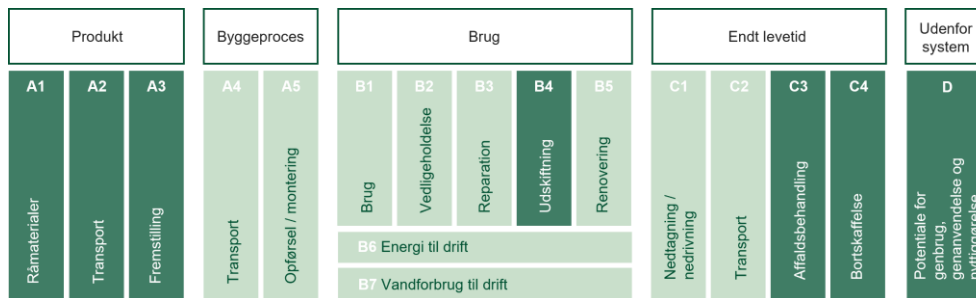 Produkt
Byggeproces
Brug
Endt levetid
Udenfor
system
A1
Råmaterialer
A2
Transport
A3
Fremstilling
A4
Transport
A5
Opførsel / montering
B1
Brug
B2
Vedligeholdelse
B3
Reparation
B4
Udskiftning
B5
Renovering
B6 Energi til drift
B7 Vandforbrug til drift
C1
Nedtagning /
nedrivning
C2
Transport
C3
Affaldsbehandling
C4
Bortskaffelse
D
Potentiale for
genbrug,
genanvendelse og
nyttiggørelse